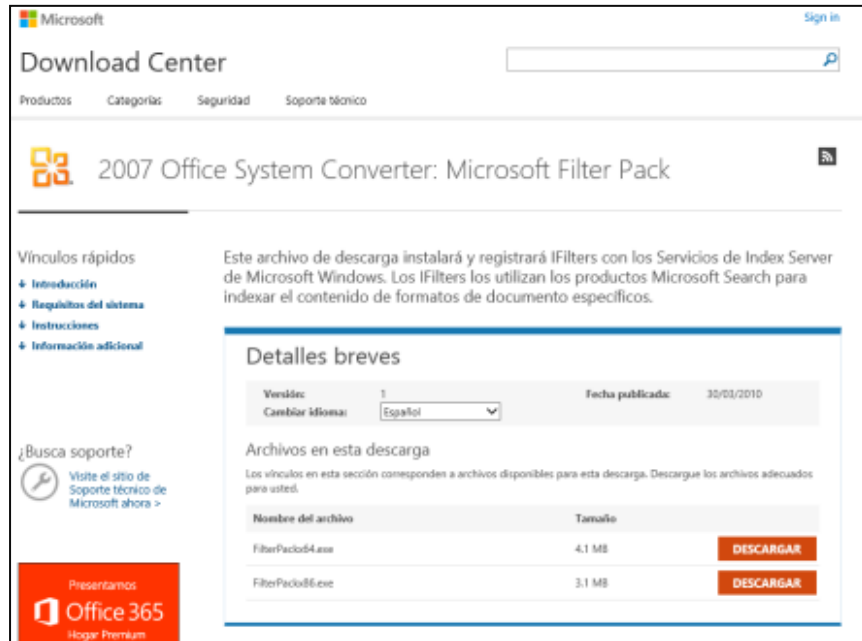 Microsoft
Sign in
Download Center
Productos Categorías Seguridad Soporte técnico
2007 Office System Converter: Microsoft Filter Pack
Vínculos rápidos
Introducción
Requisitos del sistema
Instrucciones
Información adicional
¿Busca soporte?
Visite el sitio de
Soporte técnico de
Microsoft ahora >
Presentamos
Office 365
Hogar Premium
Este archivo de descarga instalará y registrará IFilters con los Servicios de Index Server
de Microsoft Windows. Los IFilters los utilizan los productos Microsoft Search para
indexar el contenido de formatos de documento específicos.
Detalles breves
Versión: 1 Fecha publicada: 30/03/2010
Cambiar idioma: Español
Archivos en esta descarga
Los vínculos en esta sección corresponden a archivos disponibles para esta descarga. Descargue los archivos adecuados
para usted.
Nombre del archivo Tamaño
FilterPackx64.exe 4.1 MB DESCARGAR
FilterPackx86.exe 3.1 MB DESCARGAR